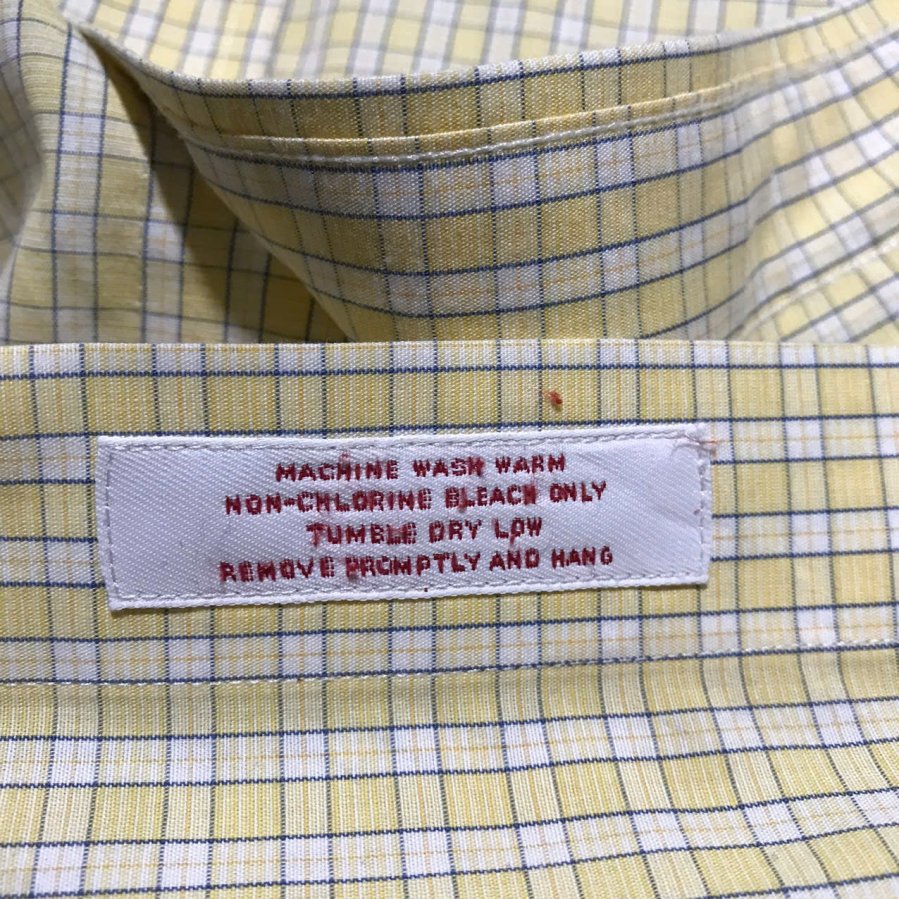 MACHINE WASH WARM
NON-CHLORINE BLEACH ONLY
TUMBLE DRY LOW
REMOVE PROMPTLY AND HANG